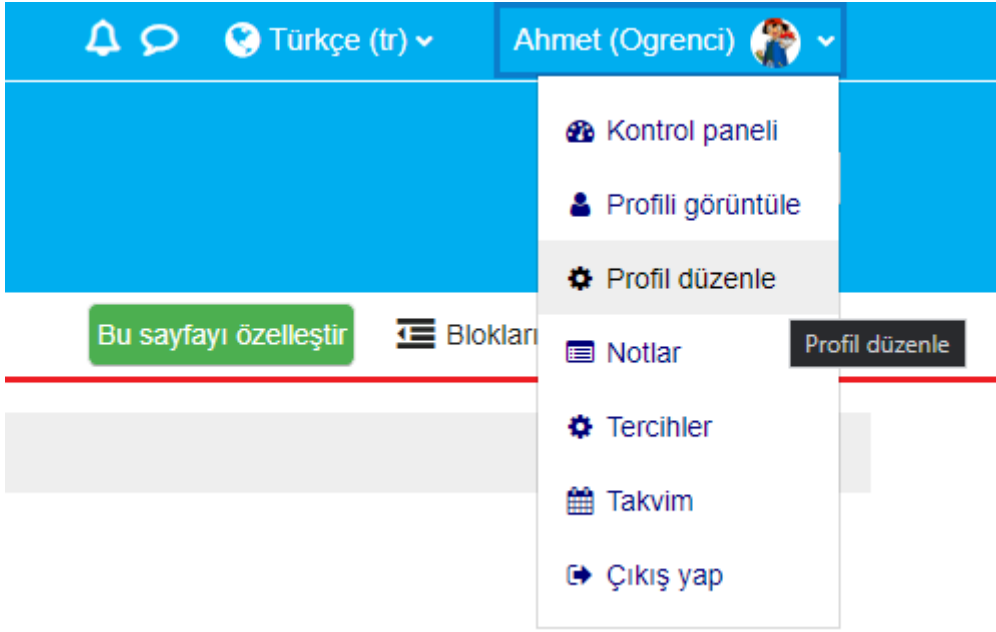 Türkçe (tr)
Ahmet (Ogrenci)
Kontrol paneli
Profili görüntüle
Profil düzenle
Bu sayfayı özelleştir
Blokları
Notlar
Profil düzenle
Tercihler
Takvim
Çıkış yap